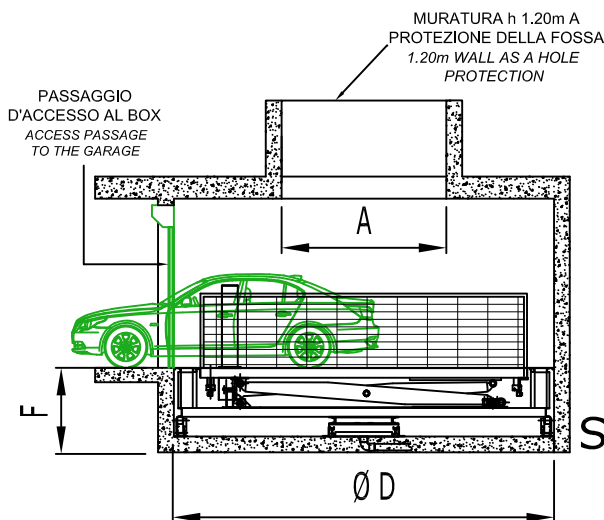 MURATURA h 1.20m A
PROTEZIONE DELLA FOSSA
1.20m WALL AS A HOLE
PROTECTION
PASSAGGIO
D'ACCESSO AL BOX
ACCESS PASSAGE
TO THE GARAGE
A
F
S
Ø D